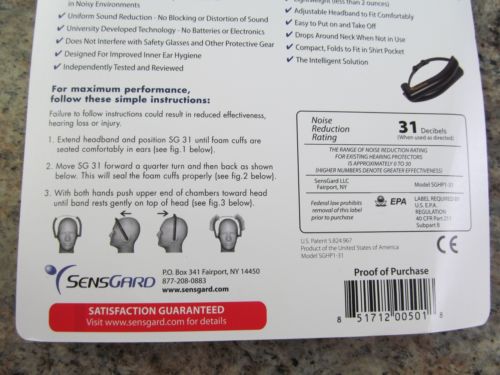 in Noisy Environments
✓ Uniform Sound Reduction - No Blocking or Distortion of Sound
✓ University Developed Technology - No Batteries or Electronics
✓ Does Not Interfere with Safety Glasses and Other Protective Gear
✓ Designed For Improved Inner Ear Hygiene
✓ Independently Tested and Reviewed
✓ Lightweight (less than 2 ounces)
✓ Adjustable Headband to Fit Comfortably
✓ Easy to Put on and Take Off
✓ Drops Around Neck When Not in Use
✓ Compact, Folds to Fit in Shirt Pocket
✓ The Intelligent Solution
For maximum performance,
follow these simple instructions:
Failure to follow instructions could result in reduced effectiveness,
hearing loss or injury.
1. Extend headband and position SG 31 until foam cuffs are
seated comfortably in ears (see fig.1 below).
2. Move SG 31 forward a quarter turn and then back as shown
below. This will seal the foam cuffs properly (see fig.2 below).
3. With both hands push upper end of chambers toward head
until band rests gently on top of head (see fig.3 below).
Noise
Reduction
Rating
31 Decibels
(When used as directed)
THE RANGE OF NOISE REDUCTION RATINGS
FOR EXISTING HEARING PROTECTORS
IS APPROXIMATELY 0 TO 30
(HIGHER NUMBERS DENOTE GREATER EFFECTIVENESS)
SensGard LLC
Fairport, NY
Model SGHP1-31
Federal law prohibits
removal of this label
prior to purchase
EPA
LABEL REQUIRED BY
U.S. E.P.A.
REGULATION
40 CFR Part 211
Subpart B
U.S. Patent 5,824,967
Product of the United States of America
Model SGHP1-31
CE
SENSGARD
P.O. Box 341 Fairport, NY 14450
877-208-0883
www.sensgard.com
SATISFACTION GUARANTEED
Visit www.sensgard.com for details
Proof of Purchase
8 51712 00501 8